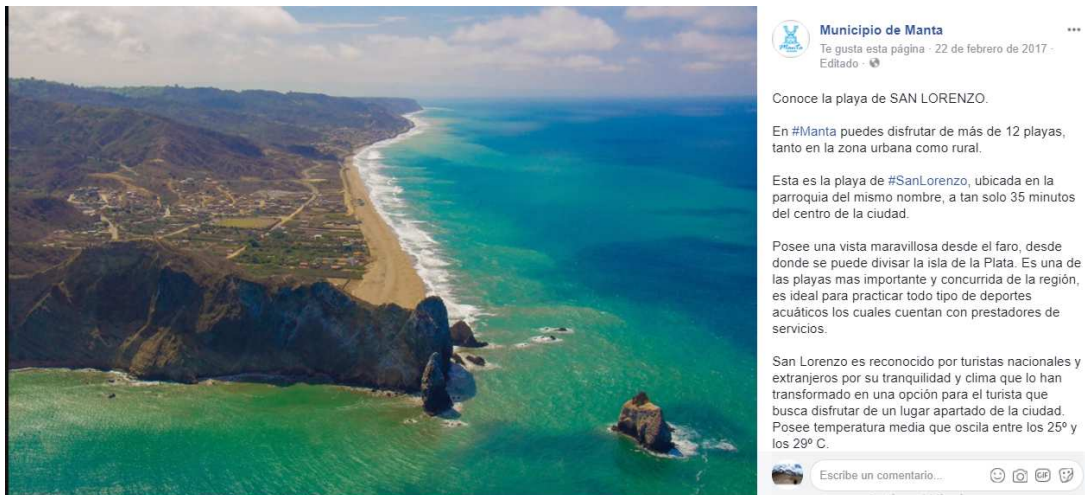 Municipio de Manta
Te gusta esta página · 22 de febrero de 2017 ·
Editado ·
Conoce la playa de SAN LORENZO.
En #Manta puedes disfrutar de más de 12 playas,
tanto en la zona urbana como rural.
Esta es la playa de #SanLorenzo, ubicada en la
parroquia del mismo nombre, a tan solo 35 minutos
del centro de la ciudad.
Posee una vista maravillosa desde el faro, desde
donde se puede divisar la isla de la Plata. Es una de
las playas mas importante y concurrida de la región,
es ideal para practicar todo tipo de deportes
acuáticos los cuales cuentan con prestadores de
servicios.
San Lorenzo es reconocido por turistas nacionales y
extranjeros por su tranquilidad y clima que lo han
transformado en una opción para el turista que
busca disfrutar de un lugar apartado de la ciudad.
Posee temperatura media que oscila entre los 25º y
los 29º C.
Escribe un comentario...
GIF